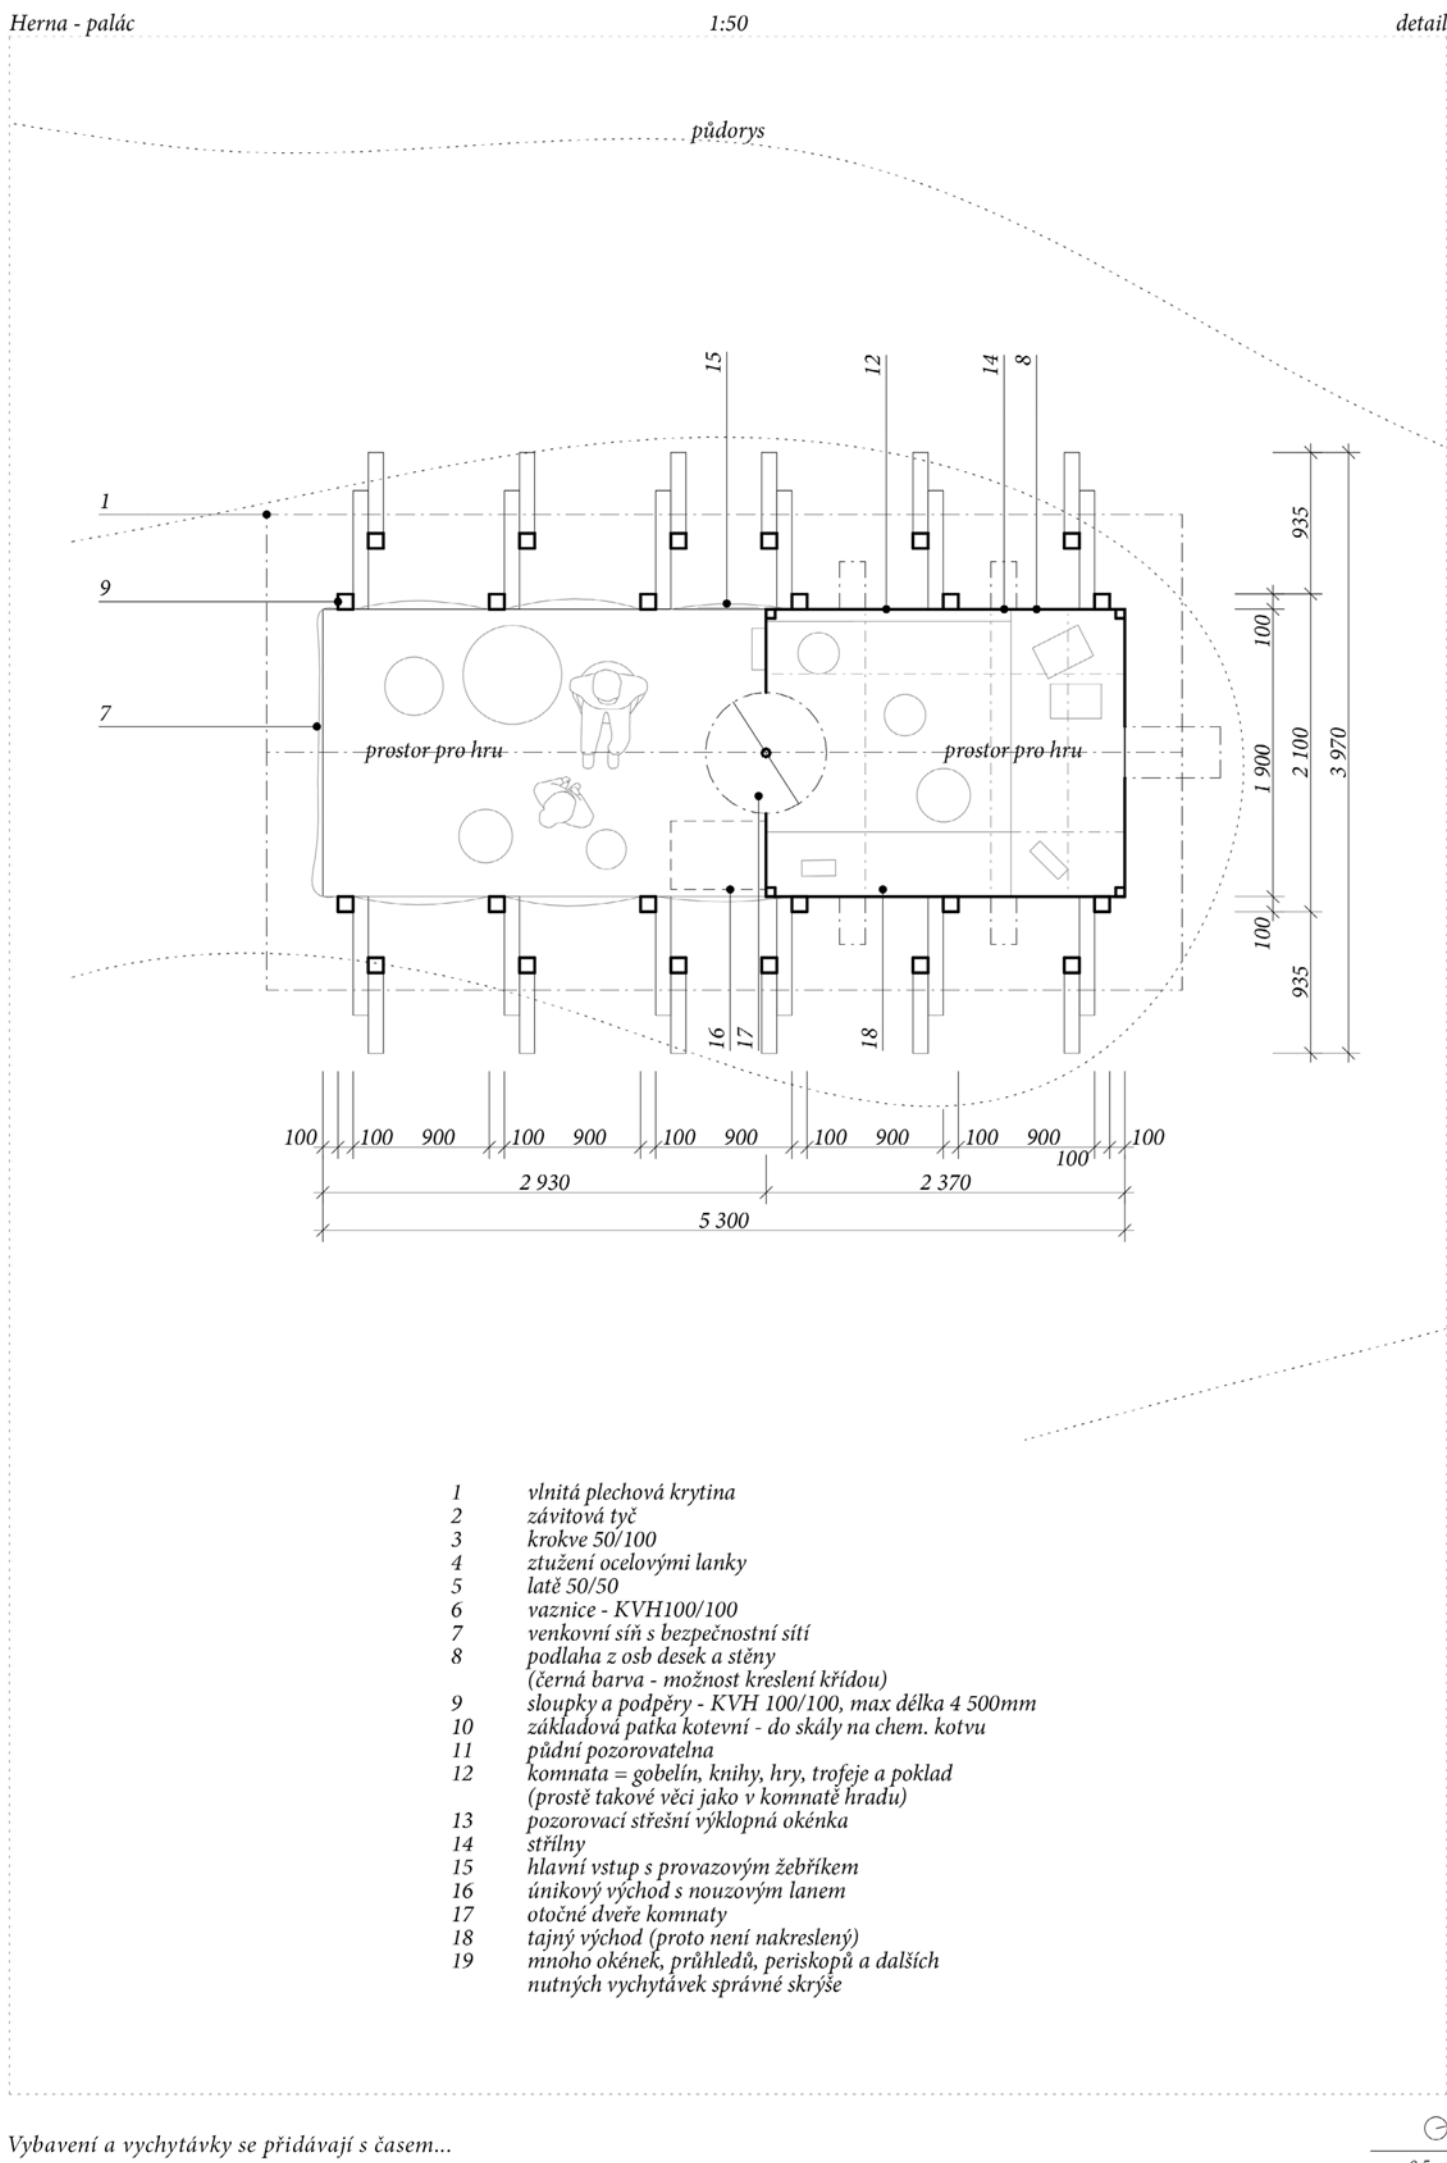 Herna - palác
1:50
detail
půdorys
15
12
14
8
1
9
7
prostor pro hru
prostor pro hru
935
100
1 900
2 100
3 970
100
935
16
17
18
100
100
900
100
900
100
900
100
900
100
900
100
100
2 930
2 370
5 300
1 vlnitá plechová krytina
2 závitová tyč
3 krokve 50/100
4 ztužení ocelovými lanky
5 latě 50/50
6 vaznice - KVH100/100
7 venkovní síň s bezpečnostní sítí
8 podlaha z osb desek a stěny
(černá barva - možnost kreslení křídou)
9 sloupky a podpěry - KVH 100/100, max délka 4 500mm
10 základová patka kotevní - do skály na chem. kotvu
11 půdní pozorovatelna
12 komnata = gobelín, knihy, hry, trofeje a poklad
(prostě takové věci jako v komnatě hradu)
13 pozorovací střešní výklopná okénka
14 střílny
15 hlavní vstup s provazovým žebříkem
16 únikový východ s nouzovým lanem
17 otočné dveře komnaty
18 tajný východ (proto není nakreslený)
19 mnoho okének, průhledů, periskopů a dalších
nutných vychytávek správné skrýše
Vybavení a vychytávky se přidávají s časem...